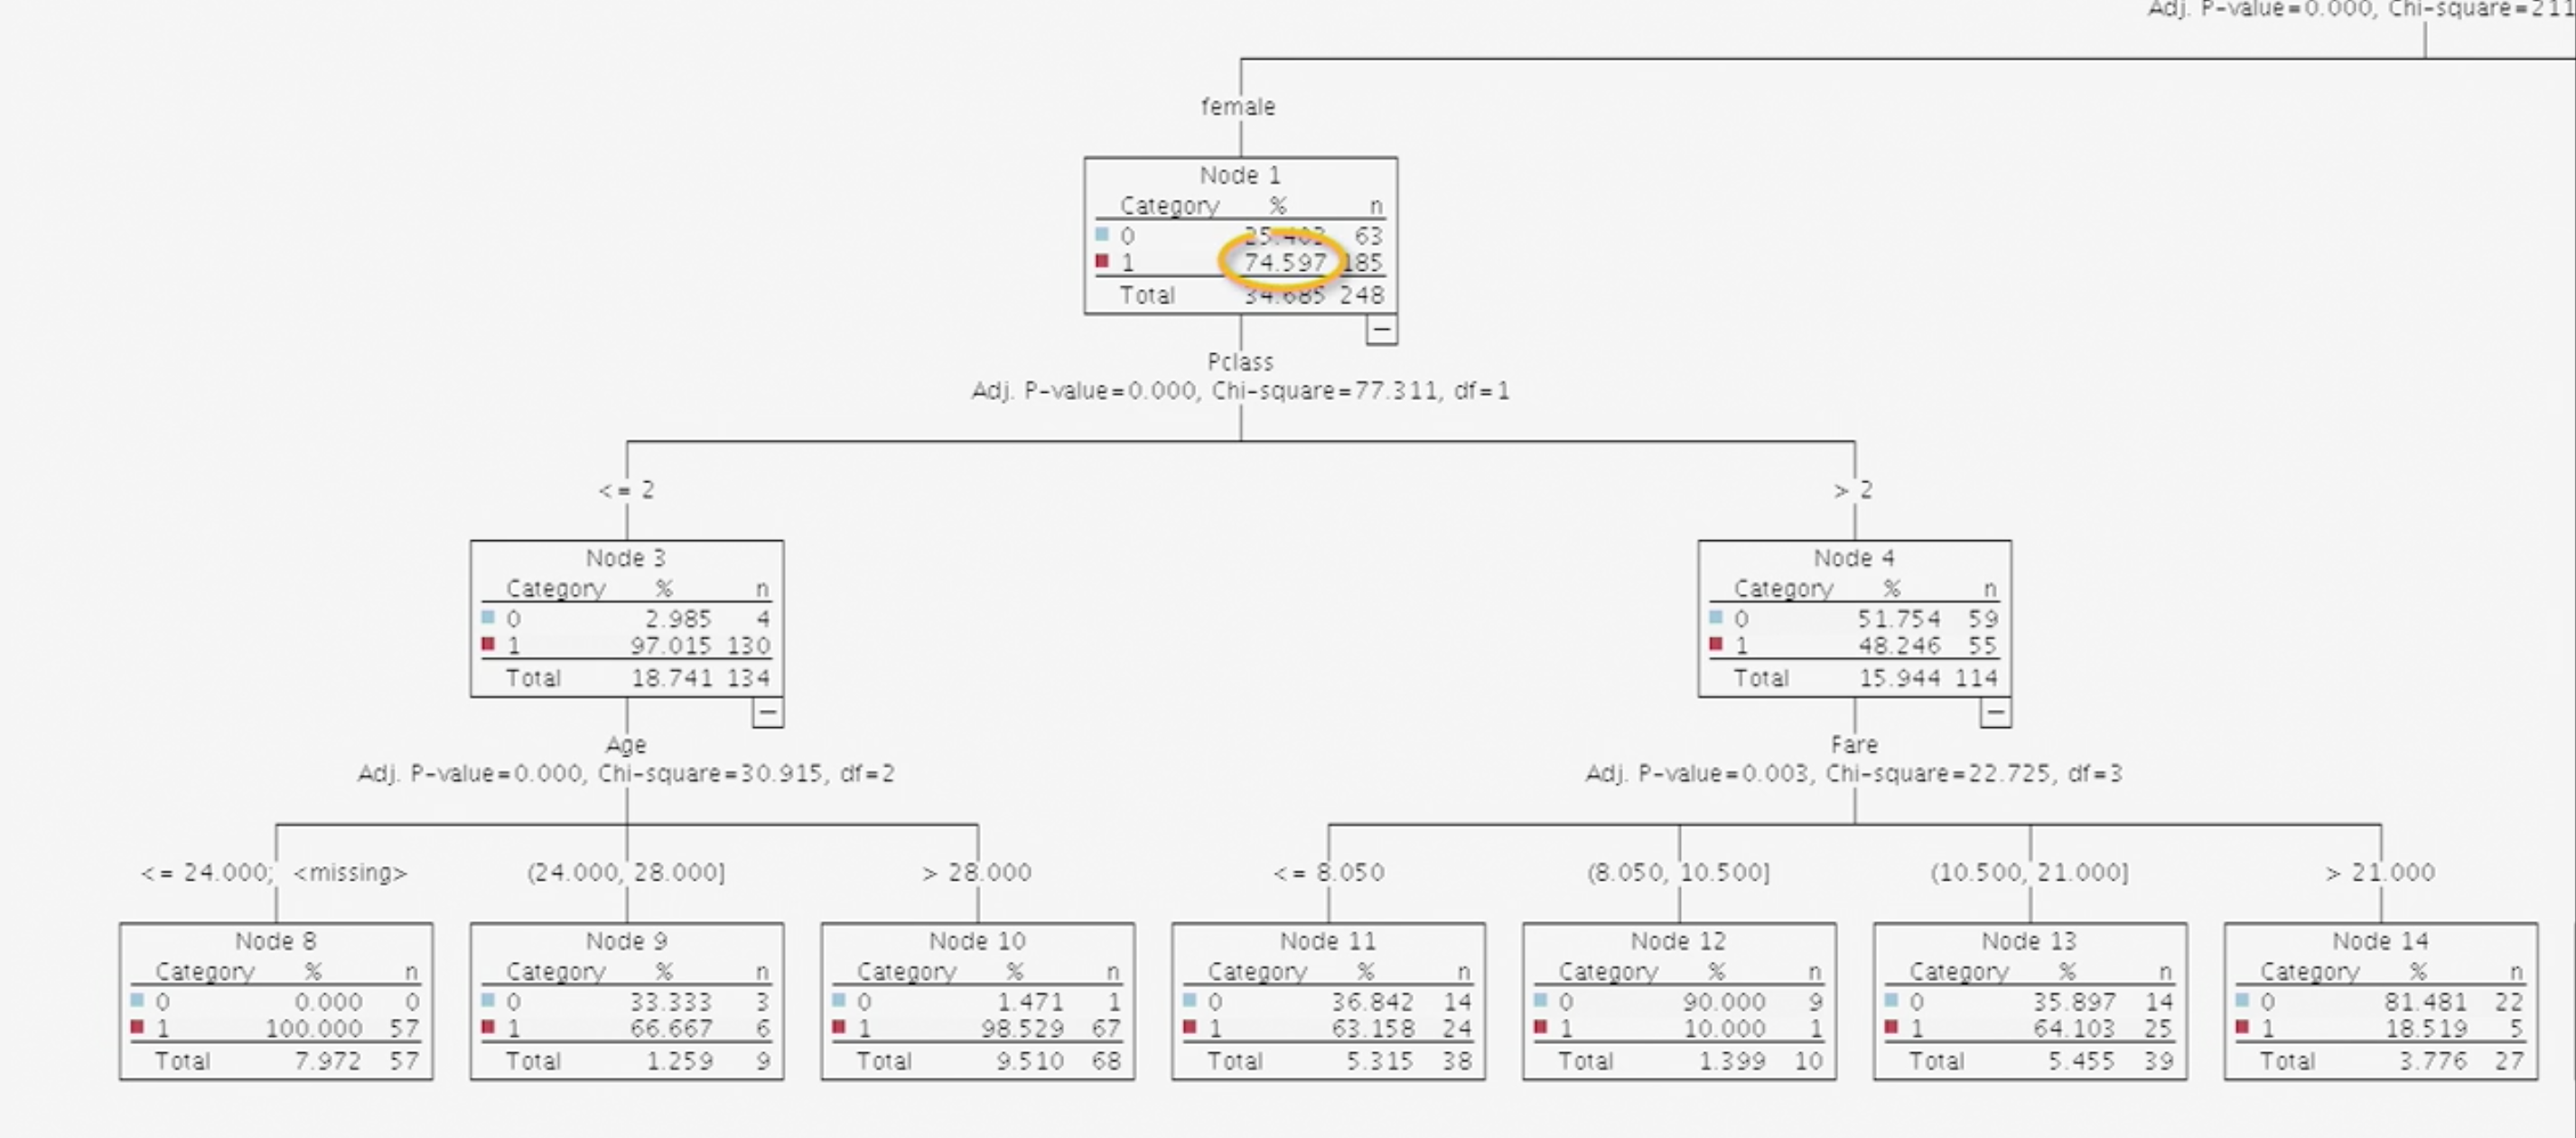 Adj. P-value=0.000, Chi-square=211
female
Node 1
Category % n
0 25.403 63
1 74.597 185
Total 34.685 248
Pclass
Adj. P-value=0.000, Chi-square=77.311, df=1
<= 2
> 2
Node 3
Category % n
0 2.985 4
1 97.015 130
Total 18.741 134
Node 4
Category % n
0 51.754 59
1 48.246 55
Total 15.944 114
Age
Adj. P-value=0.000, Chi-square=30.915, df=2
Fare
Adj. P-value=0.003, Chi-square=22.725, df=3
<= 24.000; <missing>
(24.000, 28.000]
> 28.000
<= 8.050
(8.050, 10.500]
(10.500, 21.000]
> 21.000
Node 8
Category % n
0 0.000 0
1 100.000 57
Total 7.972 57
Node 9
Category % n
0 33.333 3
1 66.667 6
Total 1.259 9
Node 10
Category % n
0 1.471 1
1 98.529 67
Total 9.510 68
Node 11
Category % n
0 36.842 14
1 63.158 24
Total 5.315 38
Node 12
Category % n
0 90.000 9
1 10.000 1
Total 1.399 10
Node 13
Category % n
0 35.897 14
1 64.103 25
Total 5.455 39
Node 14
Category % n
0 81.481 22
1 18.519 5
Total 3.776 27